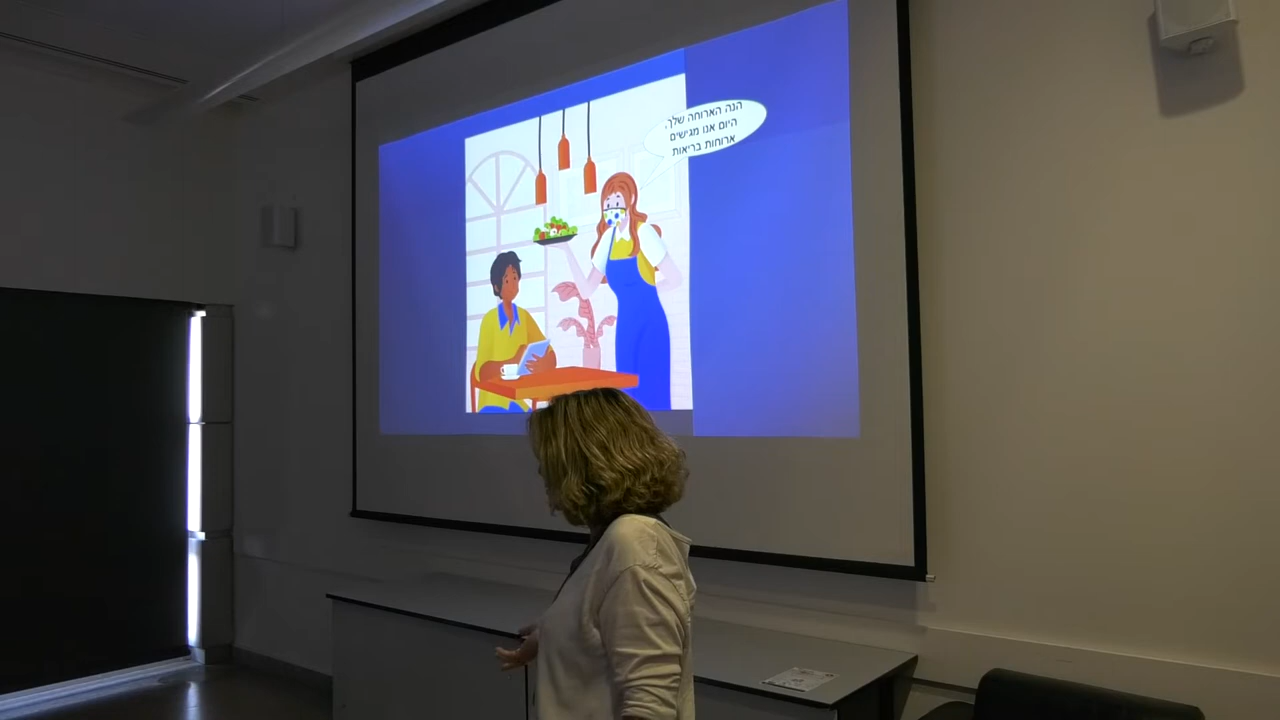 הנה הארוחה שלך,
היום אנו מגישים
ארוחות בריאות